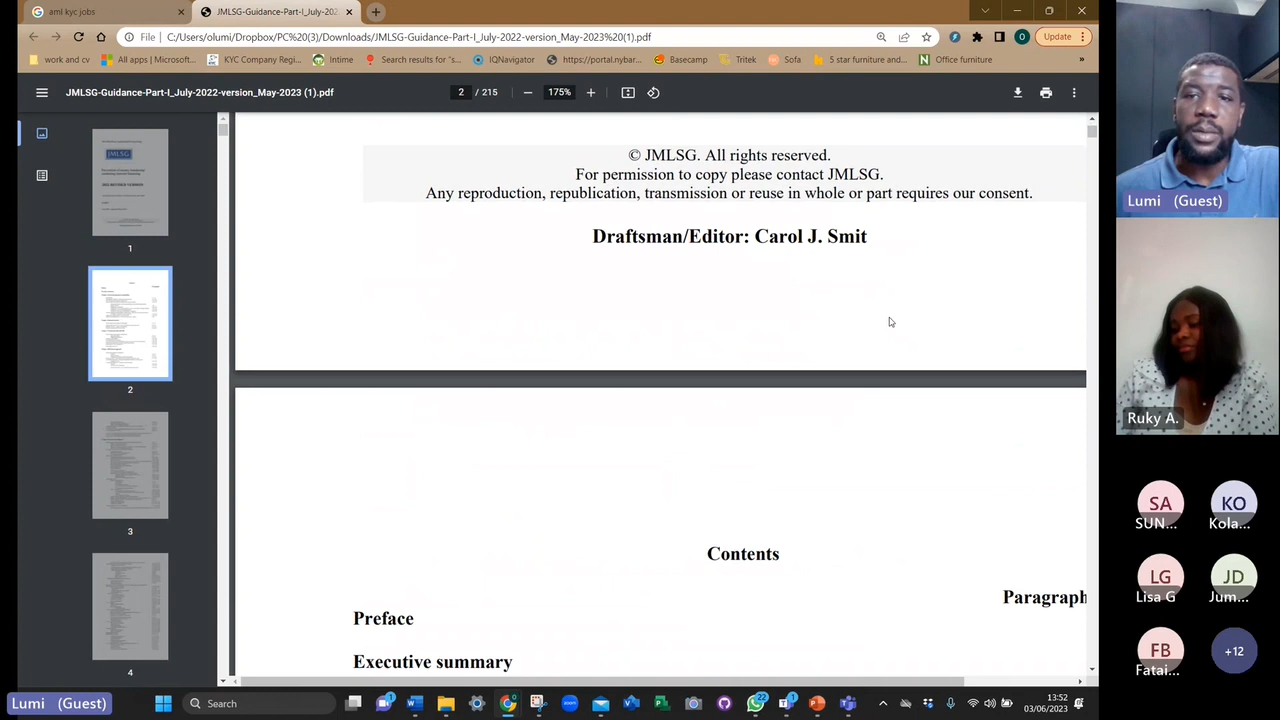 aml kyc jobs
JMLSG-Guidance-Part-I_July-202
File
C:/Users/olumi/Dropbox/PC%20(3)/Downloads/JMLSG-Guidance-Part-I_July-2022-version_May-2023%20(1).pdf
Update
work and cv
All apps | Microsoft...
KYC Company Regi...
Intime
Search results for "s...
IQNavigator
https://portal.nybar...
Basecamp
Tritek
Sofa
5 star furniture and...
Office furniture
»
JMLSG-Guidance-Part-I_July-2022-version_May-2023 (1).pdf
2 / 215
175%
JMLSG
1
2
3
4
© JMLSG. All rights reserved.
For permission to copy please contact JMLSG.
Any reproduction, republication, transmission or reuse in whole or part requires our consent.
Draftsman/Editor: Carol J. Smit
Contents
Paragraph
Preface
Executive summary
Lumi (Guest)
Ruky A.
SA
SUN...
KO
Kola...
LG
Lisa G
JD
Jum...
FB
Fatai...
+12
Lumi (Guest)
Search
1
22
1
13:52
03/06/2023